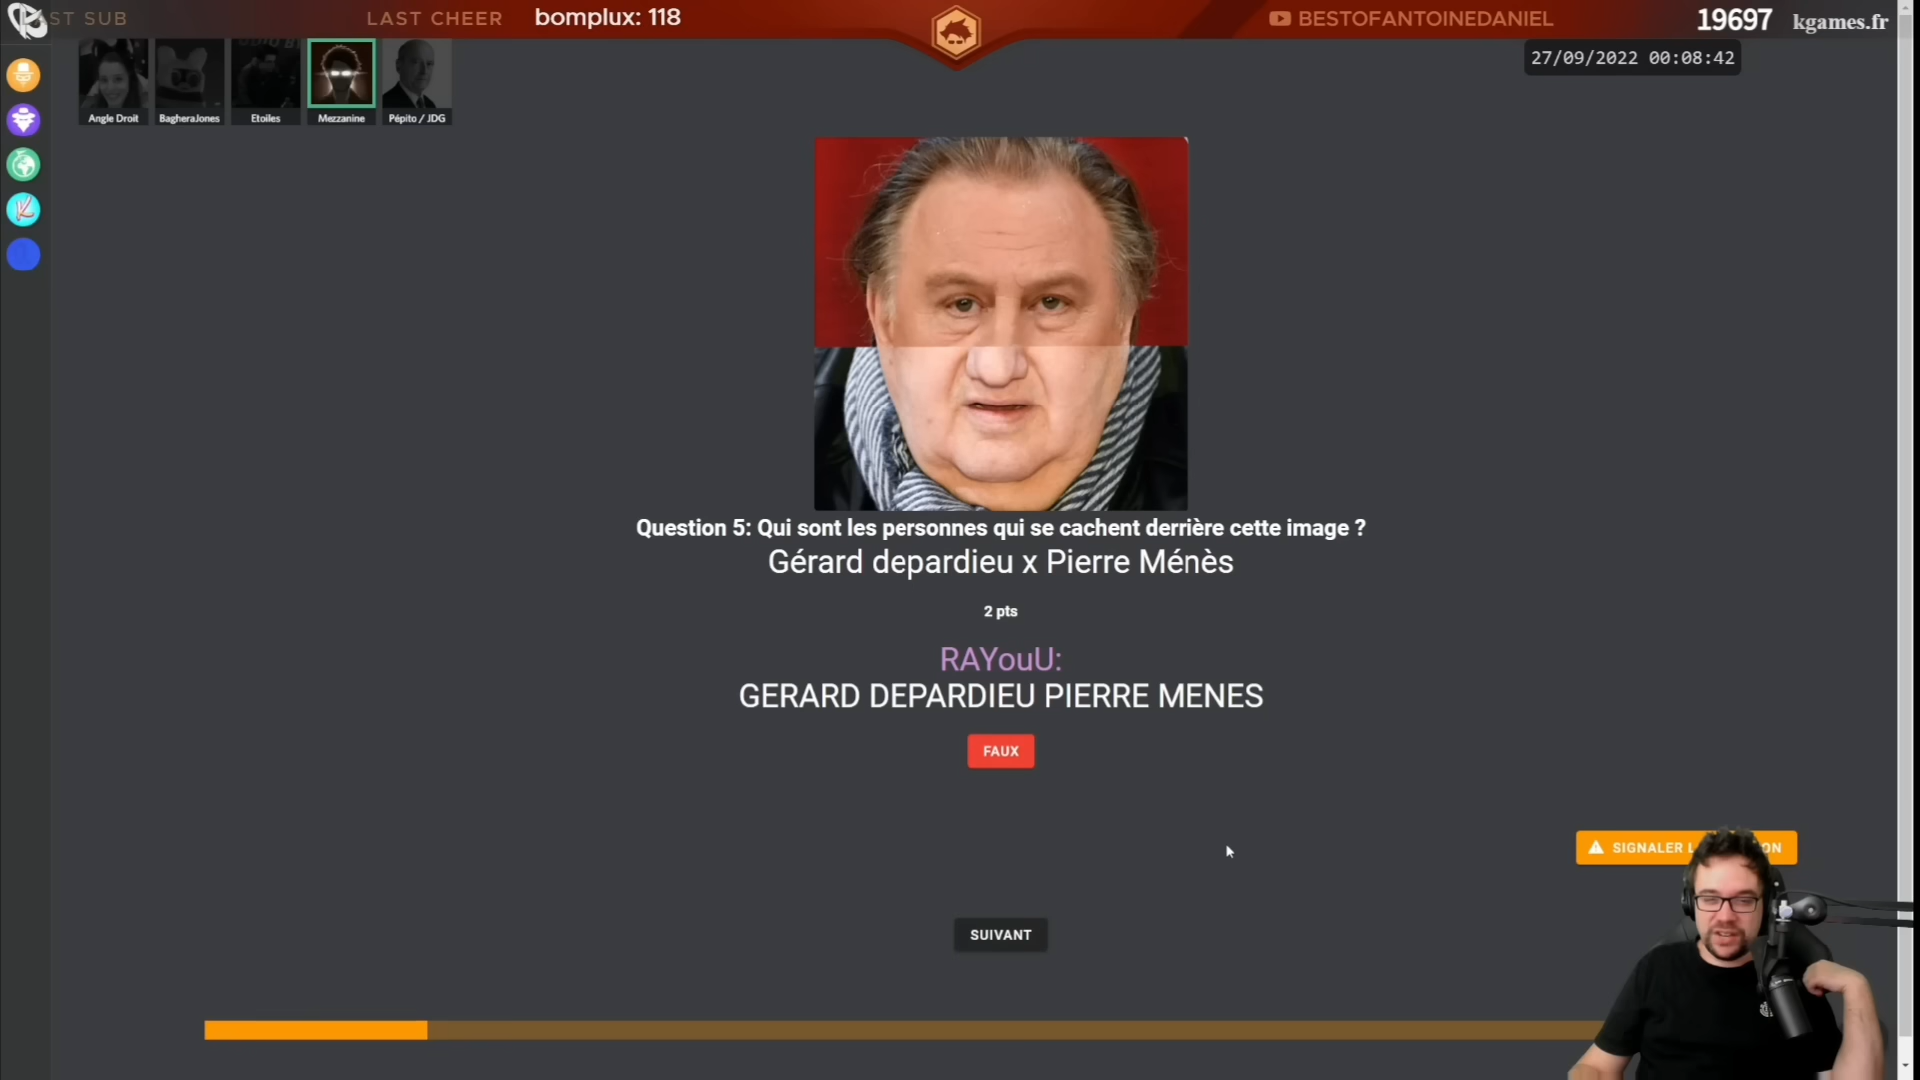 AST SUB
LAST CHEER
bomplux: 118
BESTOFANTOINEDANIEL
19697
kgames.fr
27/09/2022 00:08:42
Angle Droit
BagheraJones
Etoiles
Mezzanine
Pépito / JDG
Question 5: Qui sont les personnes qui se cachent derrière cette image ?
Gérard depardieu x Pierre Ménès
2 pts
RAYouU:
GERARD DEPARDIEU PIERRE MENES
FAUX
SIGNALER L ON
SUIVANT